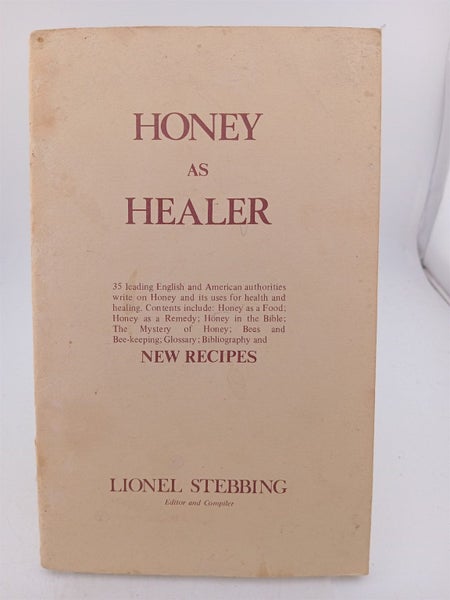 HONEY
AS
HEALER
35 leading English and American authorities
write on Honey and its uses for health and
healing. Contents include: Honey as a Food;
Honey as a Remedy; Honey in the Bible;
The Mystery of Honey; Bees and
Bee-keeping; Glossary; Bibliography and
NEW RECIPES
LIONEL STEBBING
Editor and Compiler